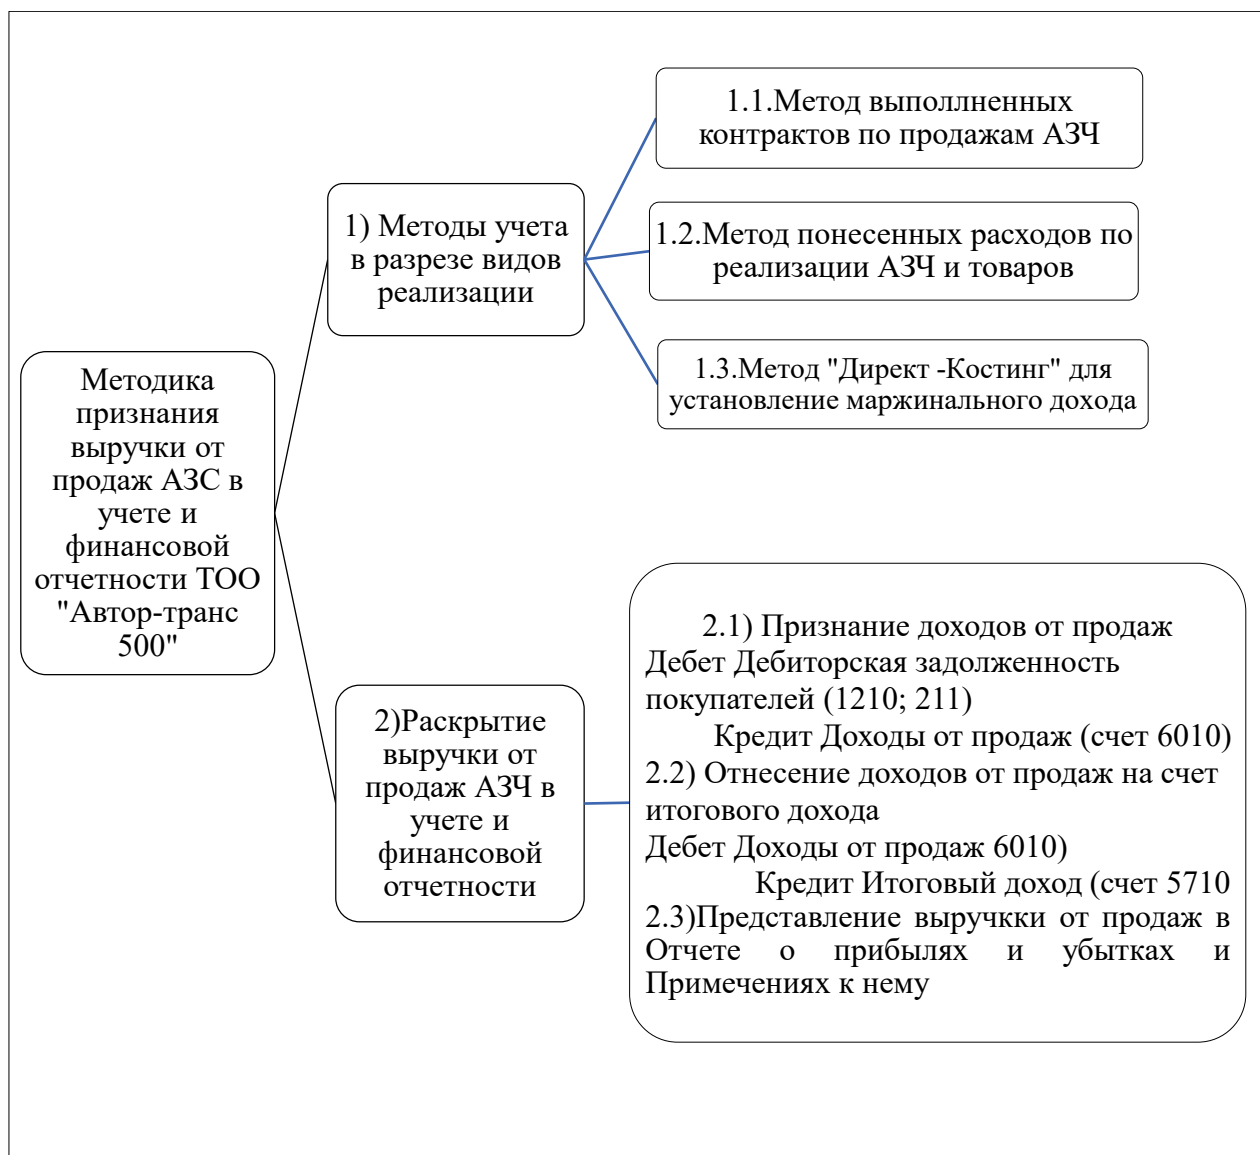 Методика
признания
выручки от
продаж АЗС в
учете и
финансовой
отчетности ТОО
"Автор-транс
500"
1) Методы учета
в разрезе видов
реализации
1.1.Метод выполлненных
контрактов по продажам АЗЧ
1.2.Метод понесенных расходов по
реализации АЗЧ и товаров
1.3.Метод "Директ -Костинг" для
установление маржинального дохода
2)Раскрытие
выручки от
продаж АЗЧ в
учете и
финансовой
отчетности
2.1) Признание доходов от продаж
Дебет Дебиторская задолженность
покупателей (1210; 211)
Кредит Доходы от продаж (счет 6010)
2.2) Отнесение доходов от продаж на счет
итогового дохода
Дебет Доходы от продаж 6010)
Кредит Итоговый доход (счет 5710
2.3)Представление выручкки от продаж в
Отчете о прибылях и убытках и
Примечениях к нему